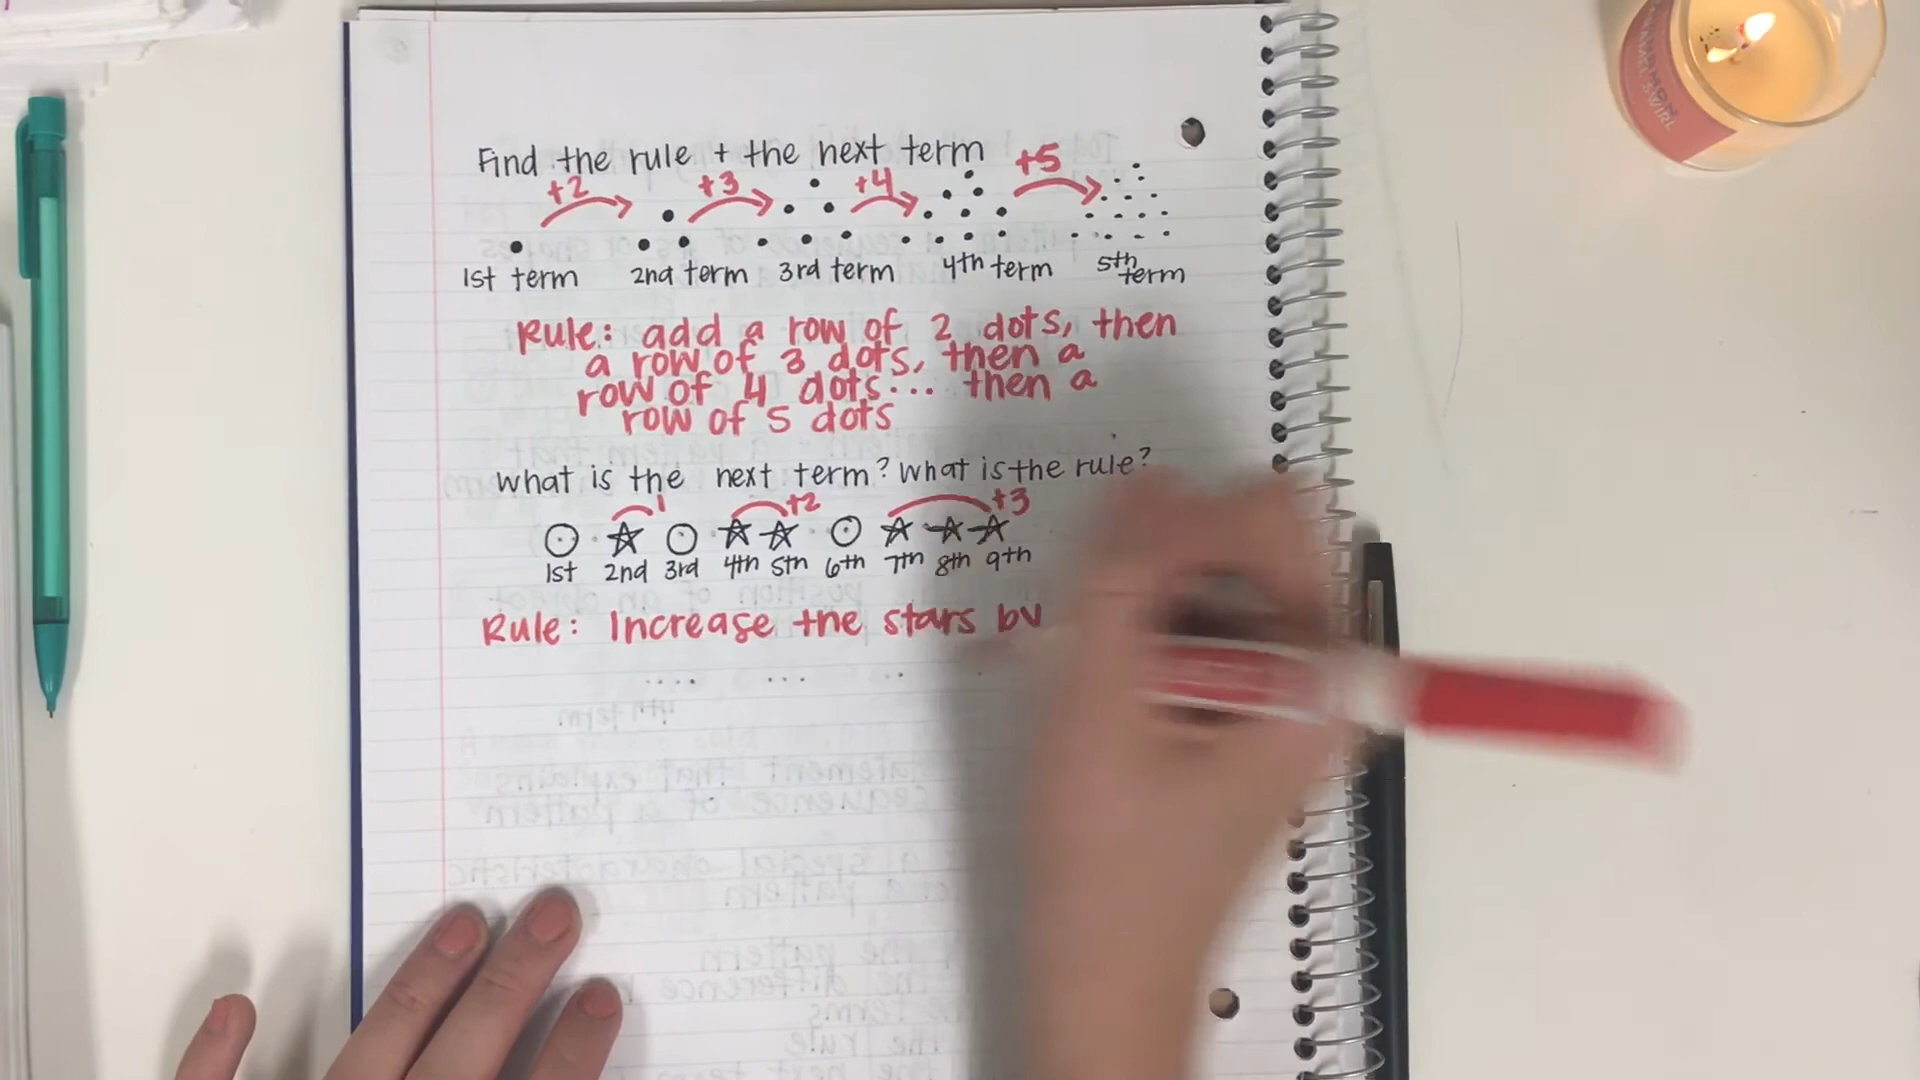 Find the rule + the next term
+2 +3 +4 +5
1st term 2nd term 3rd term 4th term 5th term
Rule: add a row of 2 dots, then
a row of 3 dots, then a
row of 4 dots... then a
row of 5 dots
What is the next term? What is the rule?
1 +2 +3
1st 2nd 3rd 4th 5th 6th 7th 8th 9th
Rule: Increase the stars by
SWIRL